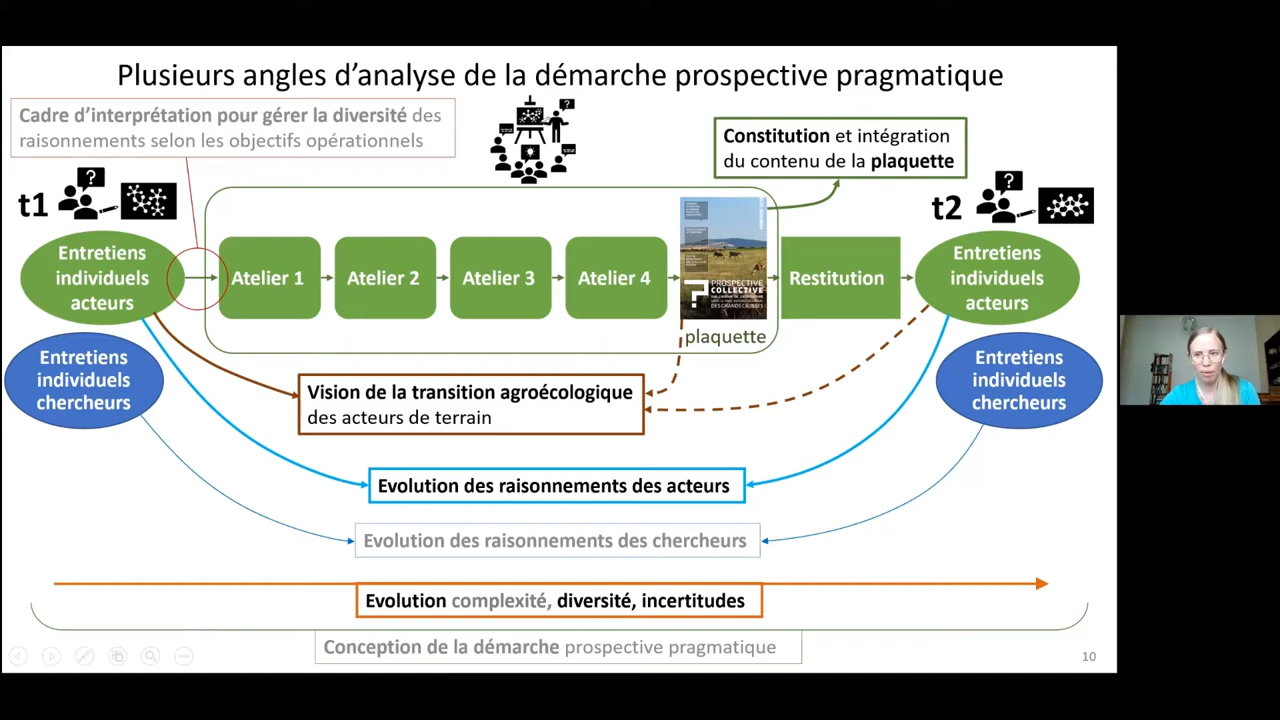 Plusieurs angles d’analyse de la démarche prospective pragmatique
Cadre d’interprétation pour gérer la diversité des
raisonnements selon les objectifs opérationnels
Constitution et intégration
du contenu de la plaquette
t1
t2
Entretiens
individuels
acteurs
Atelier 1
Atelier 2
Atelier 3
Atelier 4
PROSPECTIVE
COLLECTIVE
DES GRANDS CAUSSES
plaquette
Restitution
Entretiens
individuels
acteurs
Entretiens
individuels
chercheurs
Entretiens
individuels
chercheurs
Vision de la transition agroécologique
des acteurs de terrain
Evolution des raisonnements des acteurs
Evolution des raisonnements des chercheurs
Evolution complexité, diversité, incertitudes
Conception de la démarche prospective pragmatique
10